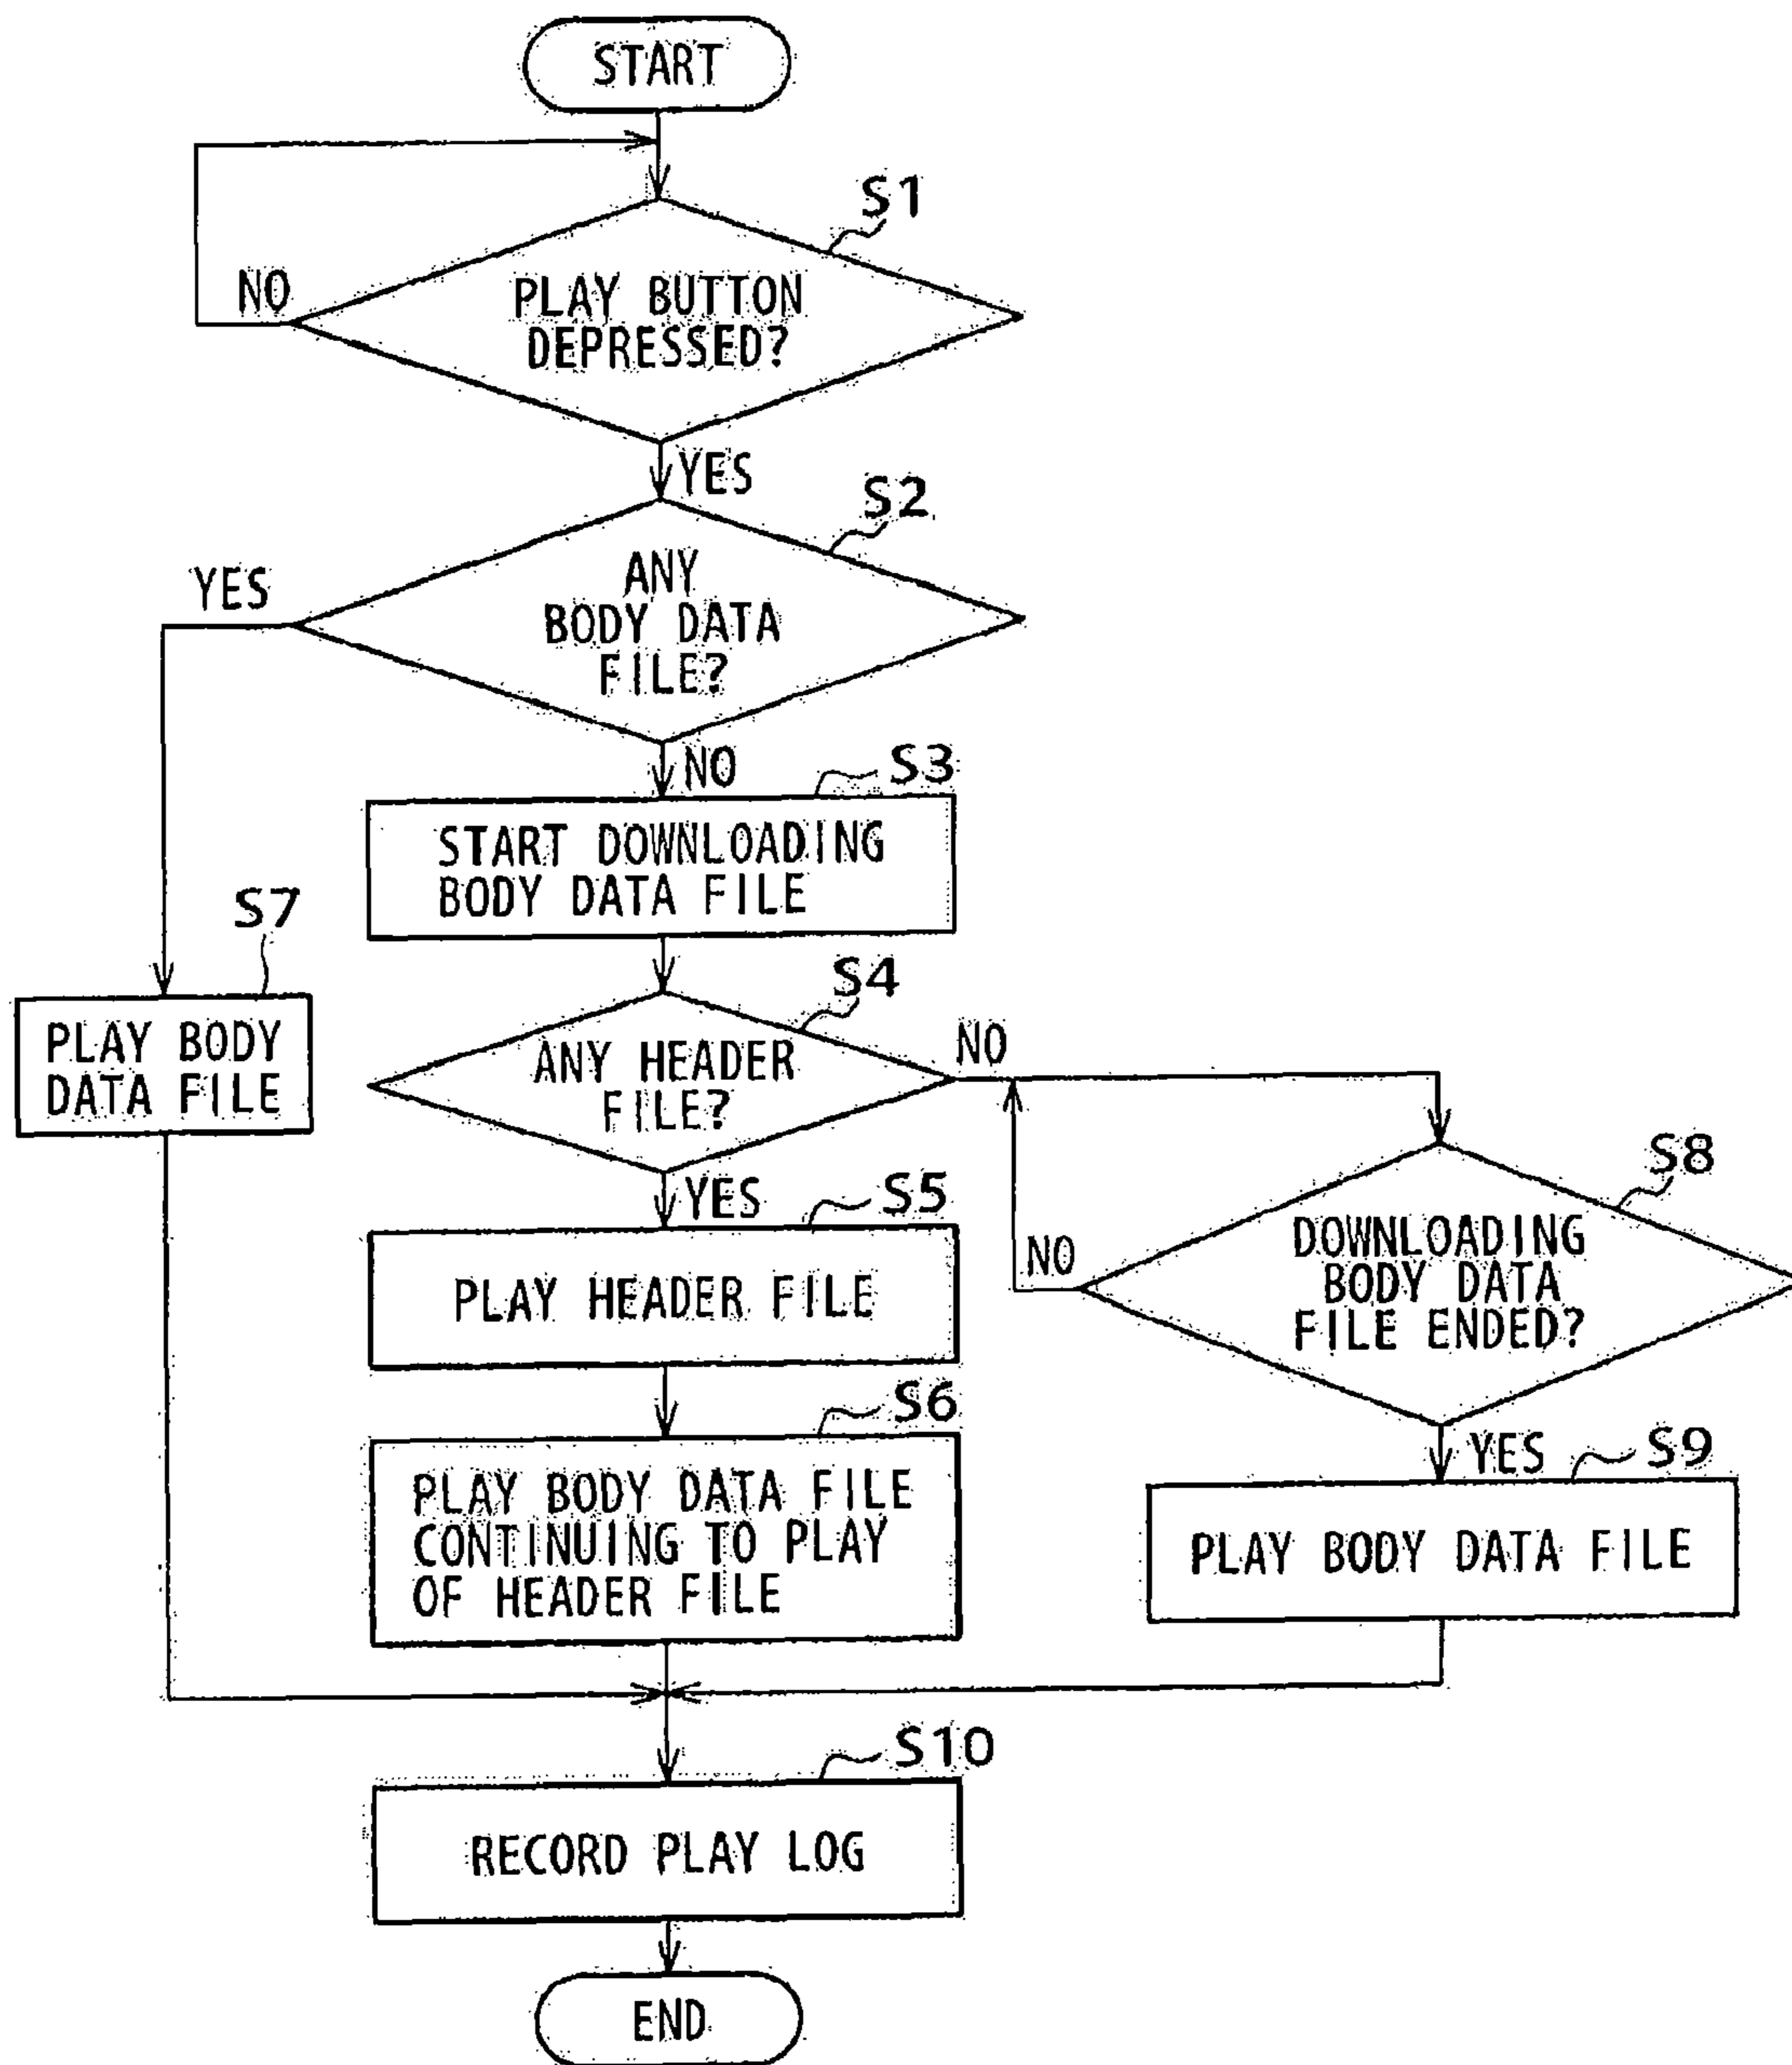 START
S1
NO
PLAY BUTTON
DEPRESSED?
YES
S2
YES
ANY
BODY DATA
FILE?
NO
S3
START DOWNLOADING
BODY DATA FILE
S7
PLAY BODY
DATA FILE
S4
ANY HEADER
FILE?
NO
YES
S5
PLAY HEADER FILE
S8
NO
DOWNLOADING
BODY DATA
FILE ENDED?
S6
PLAY BODY DATA FILE
CONTINUING TO PLAY
OF HEADER FILE
YES
S9
PLAY BODY DATA FILE
S10
RECORD PLAY LOG
END